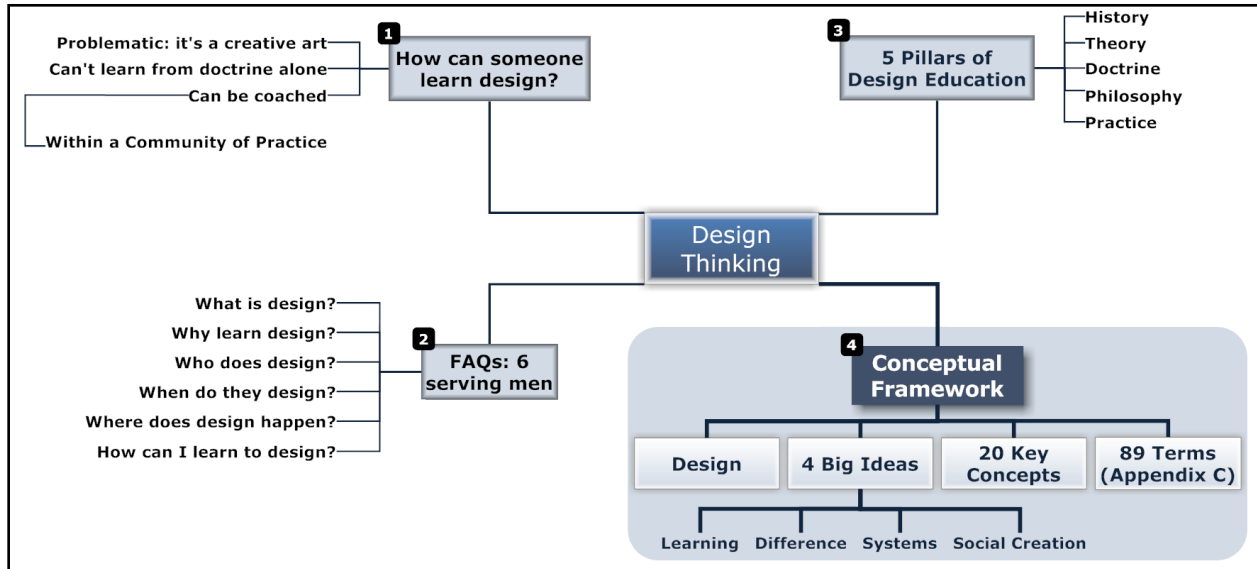 1
How can someone
learn design?
Problematic: it's a creative art
Can't learn from doctrine alone
Can be coached
Within a Community of Practice
2
FAQs: 6
serving men
What is design?
Why learn design?
Who does design?
When do they design?
Where does design happen?
How can I learn to design?
3
5 Pillars of
Design Education
History
Theory
Doctrine
Philosophy
Practice
Design
Thinking
4
Conceptual
Framework
Design
4 Big Ideas
20 Key
Concepts
89 Terms
(Appendix C)
Learning
Difference
Systems
Social Creation